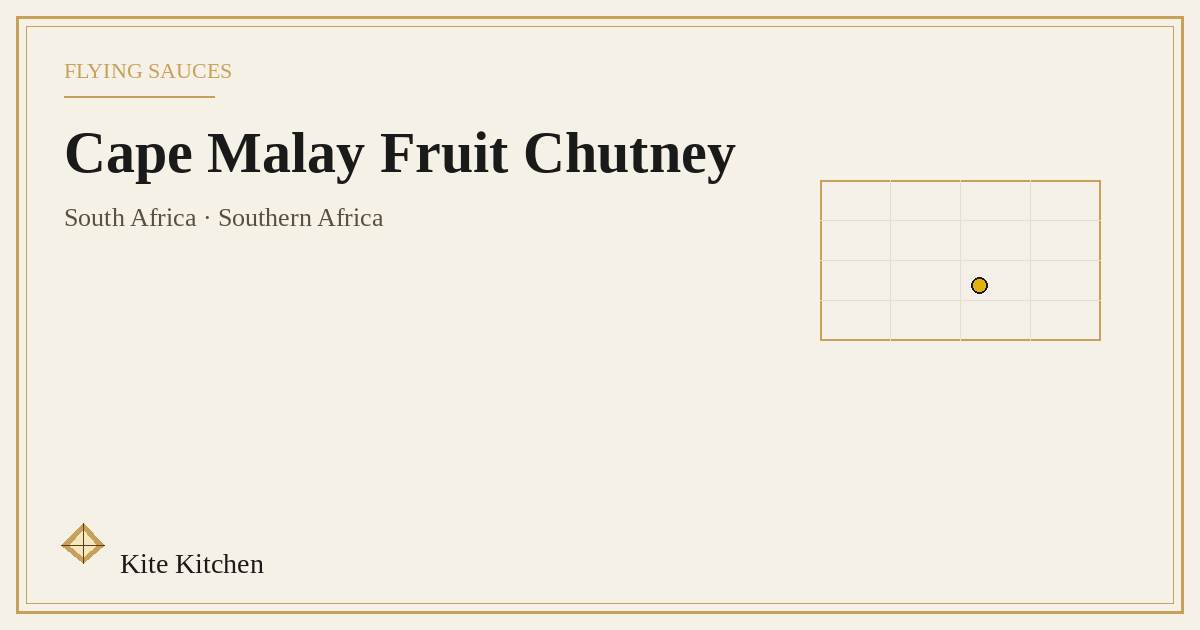 FLYING SAUCES
Cape Malay Fruit Chutney
South Africa · Southern Africa
Kite Kitchen